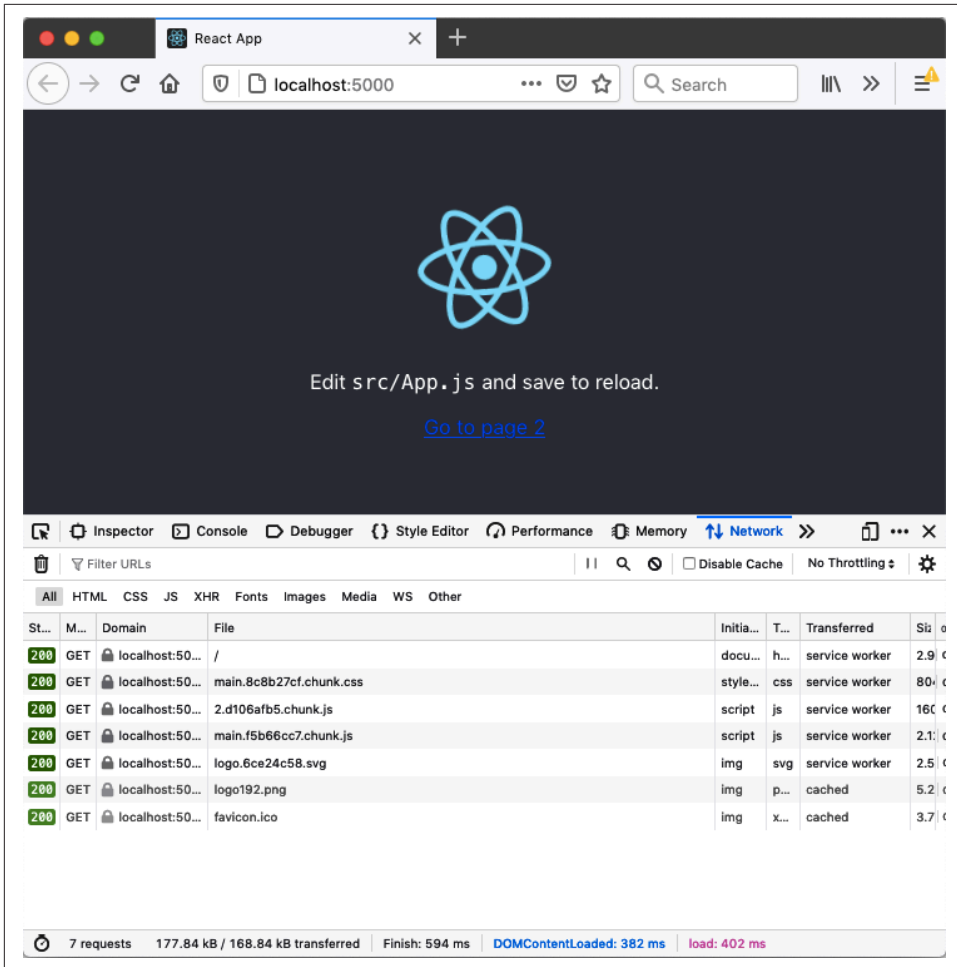 React App
localhost:5000 Search
Edit src/App.js and save to reload.
Go to page 2
Inspector Console Debugger Style Editor Performance Memory Network
Filter URLs Disable Cache No Throttling
All HTML CSS JS XHR Fonts Images Media WS Other
St... M... Domain File Initia... T... Transferred
200 GET localhost:50... / docu... h... service worker 2.9
200 GET localhost:50... main.8c8b27cf.chunk.css style... css service worker 80
200 GET localhost:50... 2.d106afb5.chunk.js script js service worker 160
200 GET localhost:50... main.f5b66cc7.chunk.js script js service worker 2.1
200 GET localhost:50... logo.6ce24c58.svg img svg service worker 2.5
200 GET localhost:50... logo192.png img p... cached 5.2
200 GET localhost:50... favicon.ico img x... cached 3.7
7 requests 177.84 kB / 168.84 kB transferred Finish: 594 ms DOMContentLoaded: 382 ms load: 402 ms